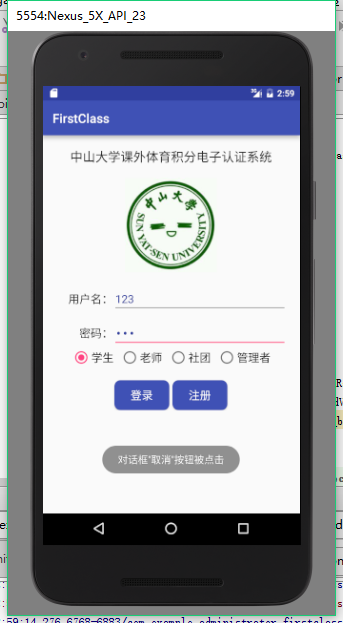 5554:Nexus_5X_API_23
2:59
FirstClass
中山大学课外体育积分电子认证系统
中山大学
SUN YAT-SEN UNIVERSITY
用户名: 123
密码: •••
学生 老师 社团 管理者
登录 注册
对话框"取消"按钮被点击